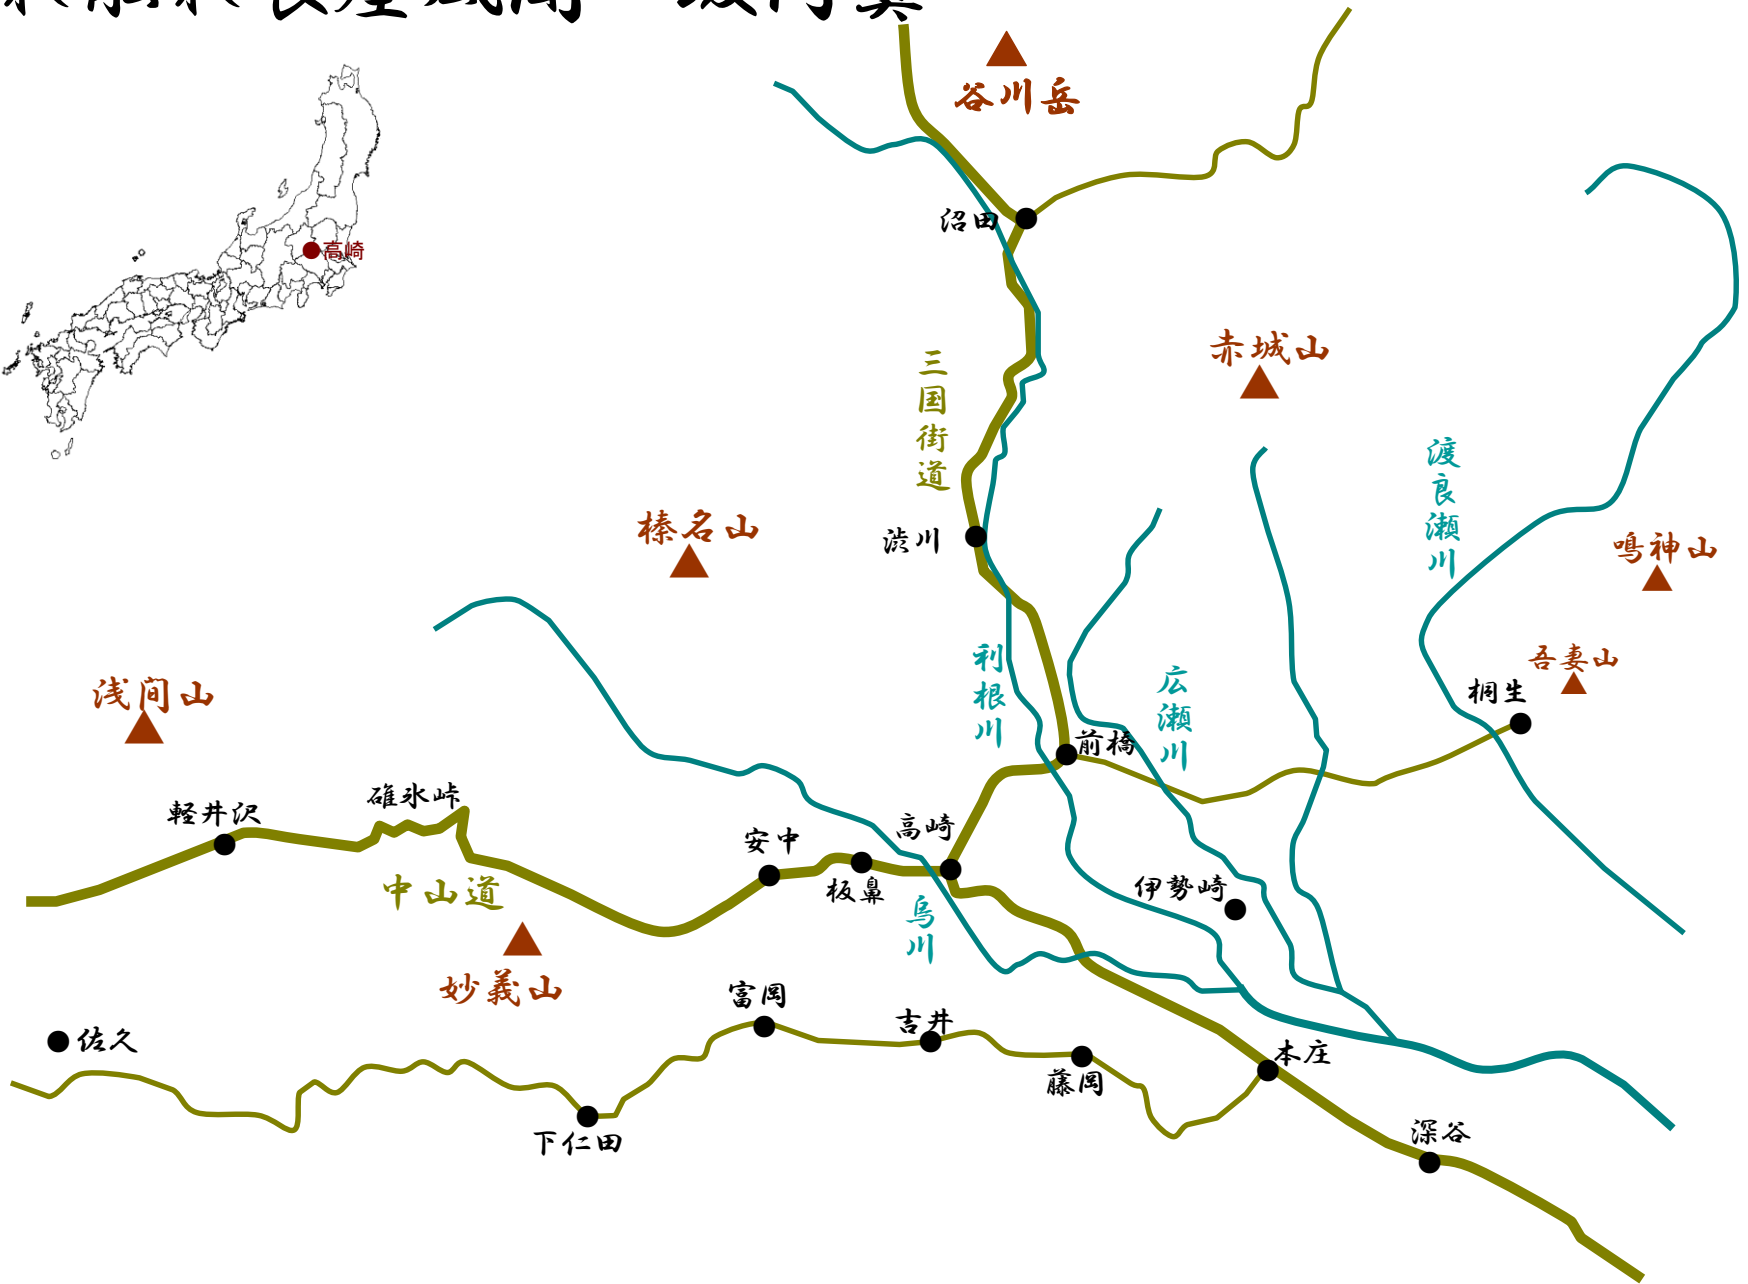 谷川岳
高崎
沼田
赤城山
三国街道
渡良瀬川
榛名山
渋川
鳴神山
利根川
広瀬川
吾妻山
浅间山
桐生
前橋
碓氷峠
軽井沢
高崎
安中
中山道
板鼻
伊勢崎
烏川
妙義山
富岡
吉井
佐久
本庄
藤岡
下仁田
深谷